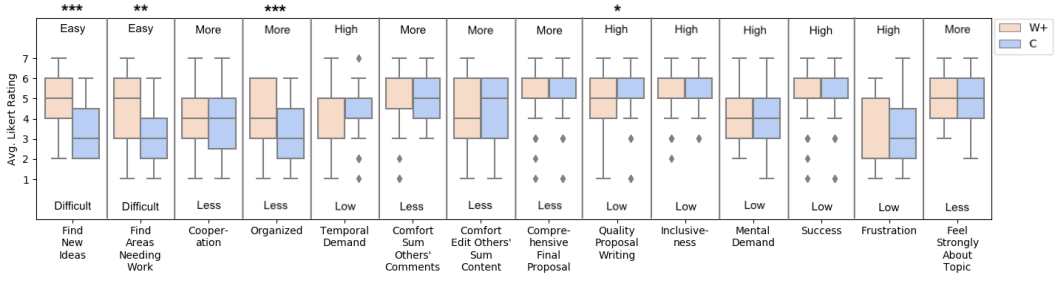 *** ** *** *
Easy Easy More More High More More More High High High High High More
W+
C
7
6
5
4
3
2
1
Avg. Likert Rating
Difficult Difficult Less Less Low Less Less Less Low Low Low Low Low Less
Find
New
Ideas
Find
Areas
Needing
Work
Cooper-
ation
Organized
Temporal
Demand
Comfort
Sum
Others'
Comments
Comfort
Edit Others'
Sum
Content
Compre-
hensive
Final
Proposal
Quality
Proposal
Writing
Inclusive-
ness
Mental
Demand
Success
Frustration
Feel
Strongly
About
Topic